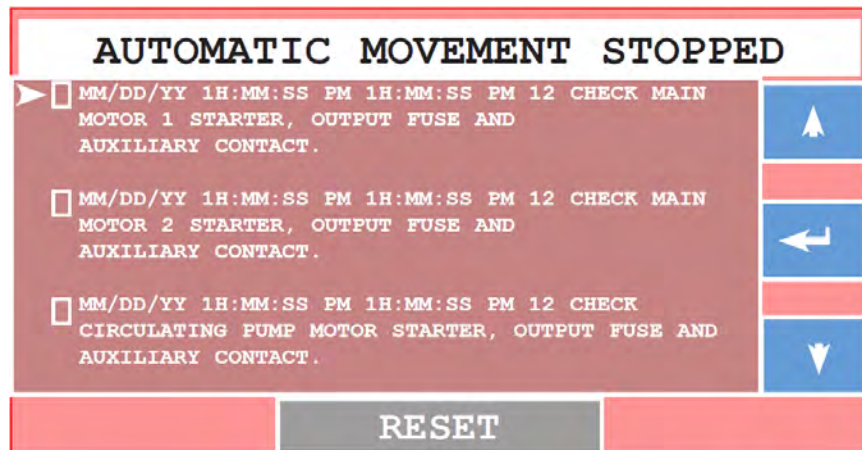 AUTOMATIC MOVEMENT STOPPED
MM/DD/YY 1H:MM:SS PM 1H:MM:SS PM 12 CHECK MAIN
MOTOR 1 STARTER, OUTPUT FUSE AND
AUXILIARY CONTACT.
MM/DD/YY 1H:MM:SS PM 1H:MM:SS PM 12 CHECK MAIN
MOTOR 2 STARTER, OUTPUT FUSE AND
AUXILIARY CONTACT.
MM/DD/YY 1H:MM:SS PM 1H:MM:SS PM 12 CHECK
CIRCULATING PUMP MOTOR STARTER, OUTPUT FUSE AND
AUXILIARY CONTACT.
RESET